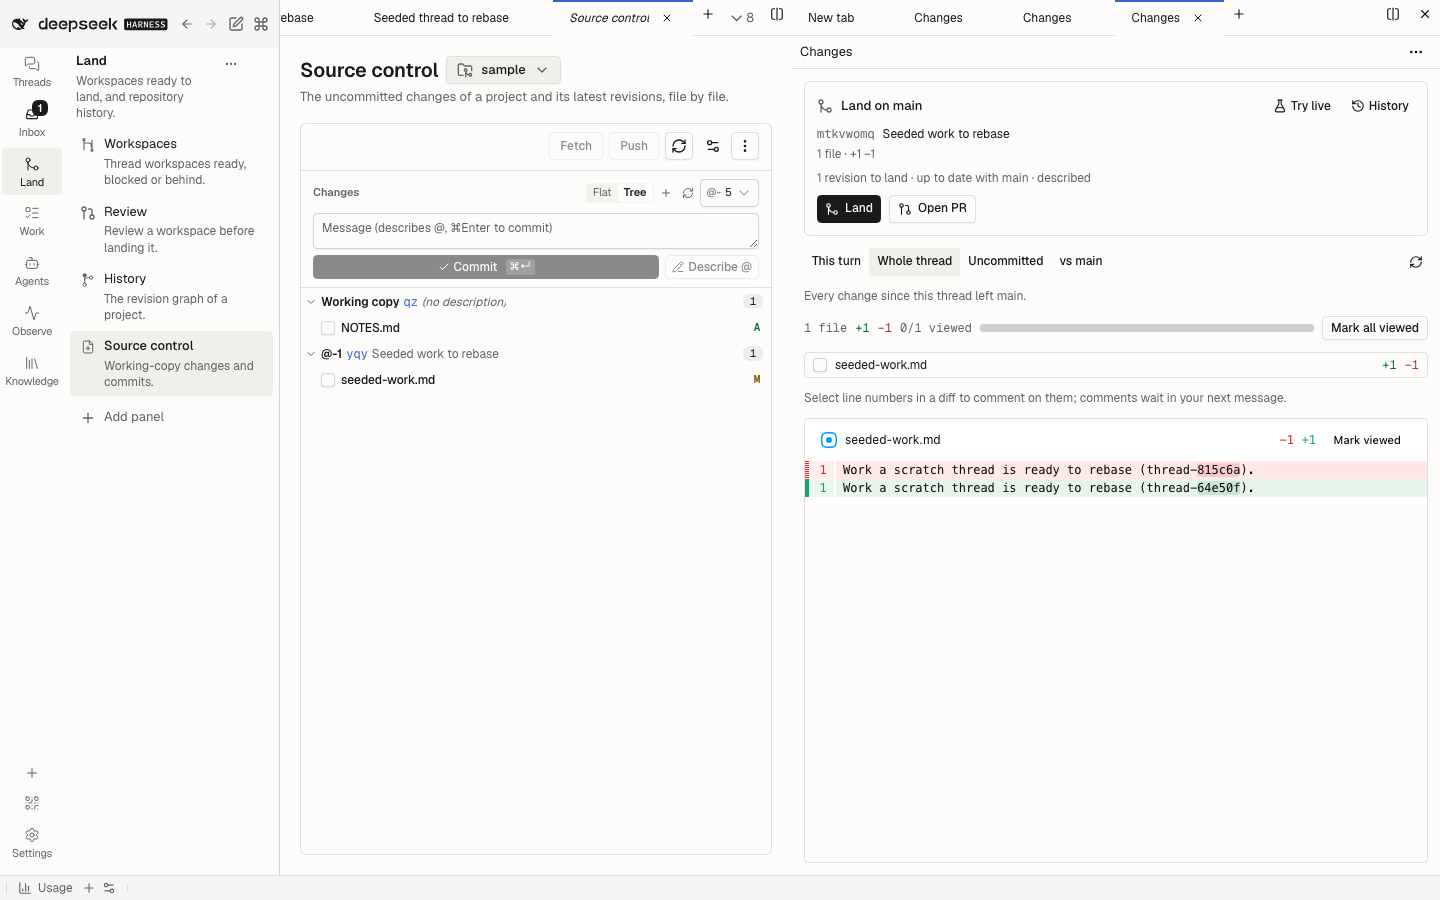 deepseek HARNESS
Threads
1
Inbox
Land
Work
Agents
Observe
Knowledge
Settings
Land
Workspaces ready to
land, and repository
history.
Workspaces
Thread workspaces ready,
blocked or behind.
Review
Review a workspace before
landing it.
History
The revision graph of a
project.
Source control
Working-copy changes and
commits.
Add panel
ebase
Seeded thread to rebase
Source control
8
Source control
sample
The uncommitted changes of a project and its latest revisions, file by file.
Fetch
Push
Changes
Flat
Tree
@- 5
Message (describes @, ⌘Enter to commit)
Commit ⌘↵
Describe @
Working copy qz (no description) 1
NOTES.md A
@-1 yqy Seeded work to rebase 1
seeded-work.md M
New tab
Changes
Changes
Changes
Changes
Land on main
Try live
History
mtkvwomq Seeded work to rebase
1 file · +1 −1
1 revision to land · up to date with main · described
Land
Open PR
This turn
Whole thread
Uncommitted
vs main
Every change since this thread left main.
1 file +1 −1 0/1 viewed
Mark all viewed
seeded-work.md +1 −1
Select line numbers in a diff to comment on them; comments wait in your next message.
seeded-work.md −1 +1 Mark viewed
1 Work a scratch thread is ready to rebase (thread-815c6a).
1 Work a scratch thread is ready to rebase (thread-64e50f).
Usage